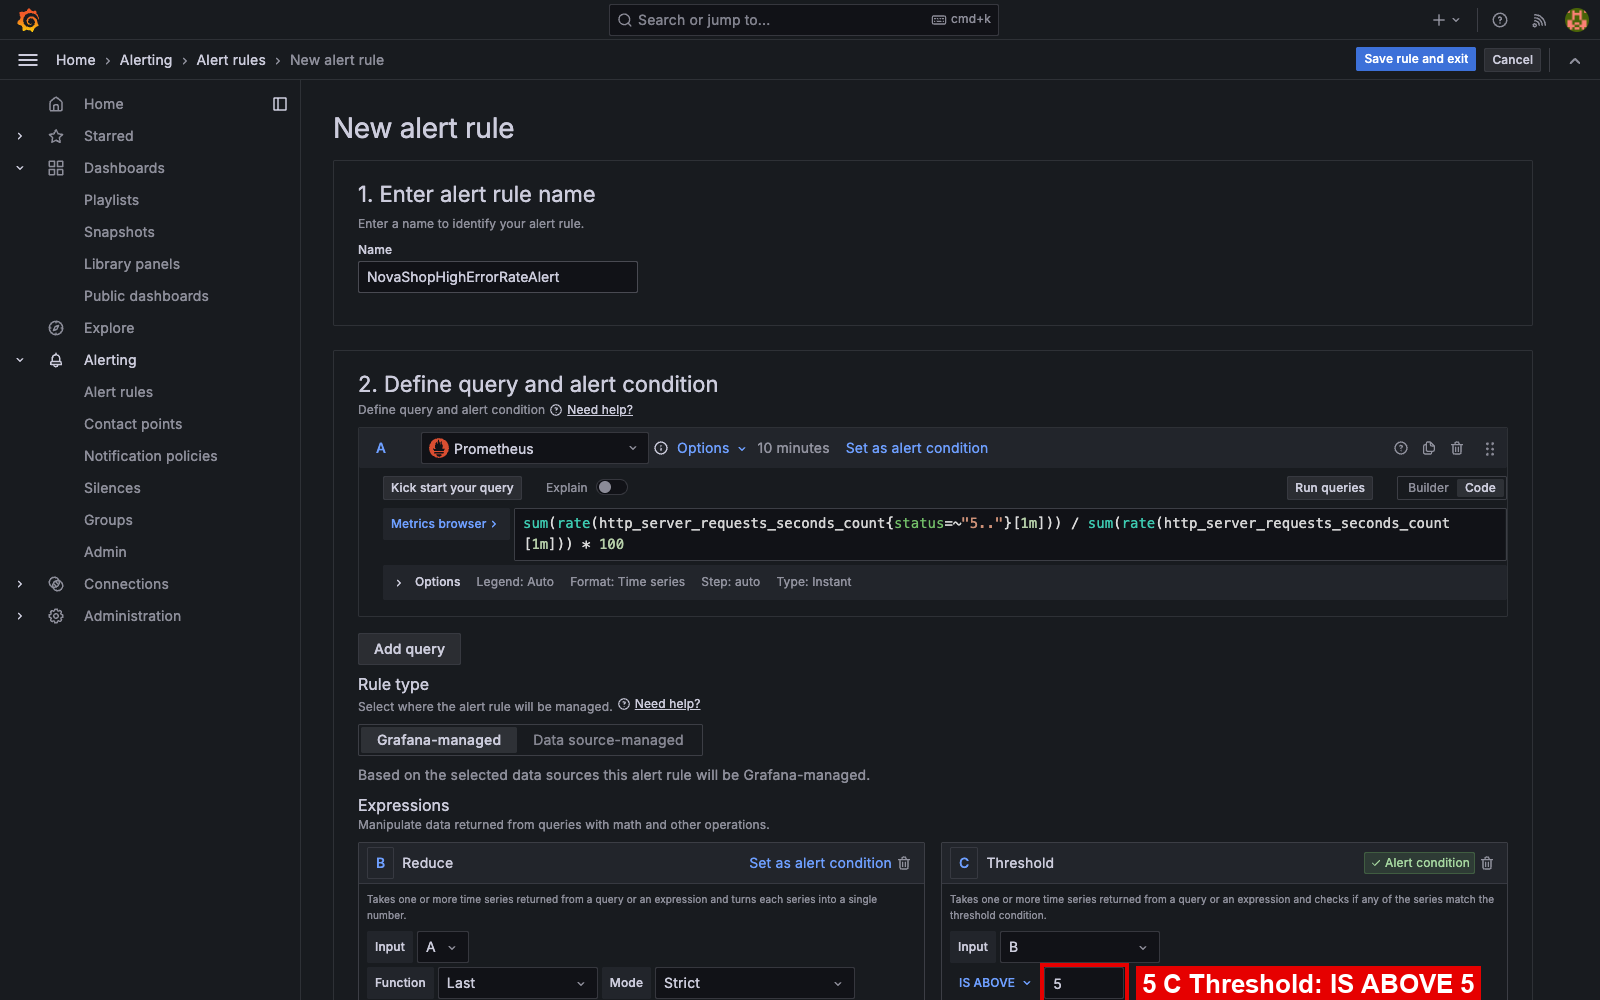 Search or jump to...
cmd+k
Home › Alerting › Alert rules › New alert rule
Save rule and exit
Cancel
Home
Starred
Dashboards
Playlists
Snapshots
Library panels
Public dashboards
Explore
Alerting
Alert rules
Contact points
Notification policies
Silences
Groups
Admin
Connections
Administration
New alert rule
1. Enter alert rule name
Enter a name to identify your alert rule.
Name
NovaShopHighErrorRateAlert
2. Define query and alert condition
Define query and alert condition Need help?
A Prometheus Options 10 minutes Set as alert condition
Kick start your query Explain Run queries Builder Code
Metrics browser ›
sum(rate(http_server_requests_seconds_count{status=~"5.."}[1m])) / sum(rate(http_server_requests_seconds_count
[1m])) * 100
Options Legend: Auto Format: Time series Step: auto Type: Instant
Add query
Rule type
Select where the alert rule will be managed. Need help?
Grafana-managed Data source-managed
Based on the selected data sources this alert rule will be Grafana-managed.
Expressions
Manipulate data returned from queries with math and other operations.
B Reduce Set as alert condition
Takes one or more time series returned from a query or an expression and turns each series into a single
number.
Input A
Function Last Mode Strict
C Threshold Alert condition
Takes one or more time series returned from a query or an expression and checks if any of the series match the
threshold condition.
Input B
IS ABOVE 5
5 C Threshold: IS ABOVE 5